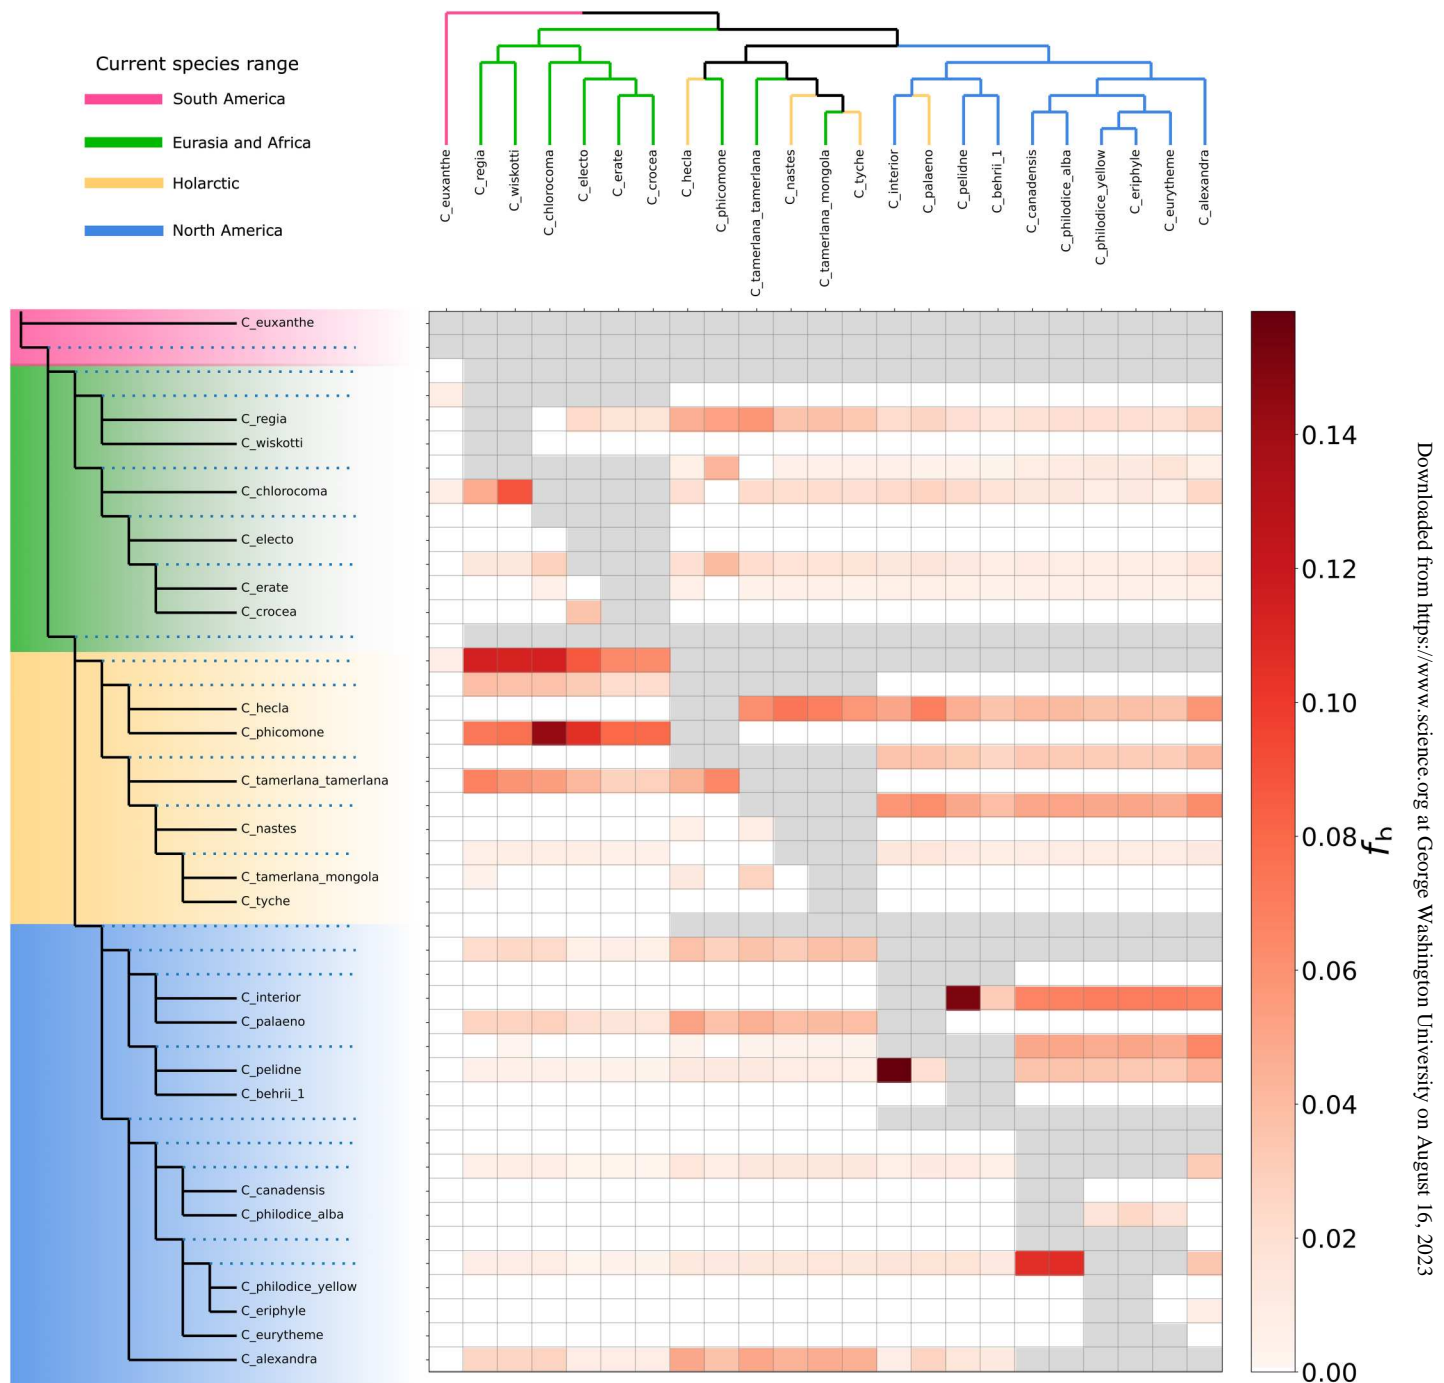 Current species range
South America
Eurasia and Africa
Holarctic
North America
C_euxanthe
C_regia
C_wiskotti
C_chlorocoma
C_electo
C_erate
C_crocea
C_hecla
C_phicomone
C_tamerlana_tamerlana
C_nastes
C_tamerlana_mongola
C_tyche
C_interior
C_palaeno
C_pelidne
C_behrii_1
C_canadensis
C_philodice_alba
C_philodice_yellow
C_eriphyle
C_eurytheme
C_alexandra
C_euxanthe
C_regia
C_wiskotti
C_chlorocoma
C_electo
C_erate
C_crocea
C_hecla
C_phicomone
C_tamerlana_tamerlana
C_nastes
C_tamerlana_mongola
C_tyche
C_interior
C_palaeno
C_pelidne
C_behrii_1
C_canadensis
C_philodice_alba
C_philodice_yellow
C_eriphyle
C_eurytheme
C_alexandra
0.14
0.12
0.10
0.08
0.06
0.04
0.02
0.00
fh
Downloaded from https://www.science.org at George Washington University on August 16, 2023